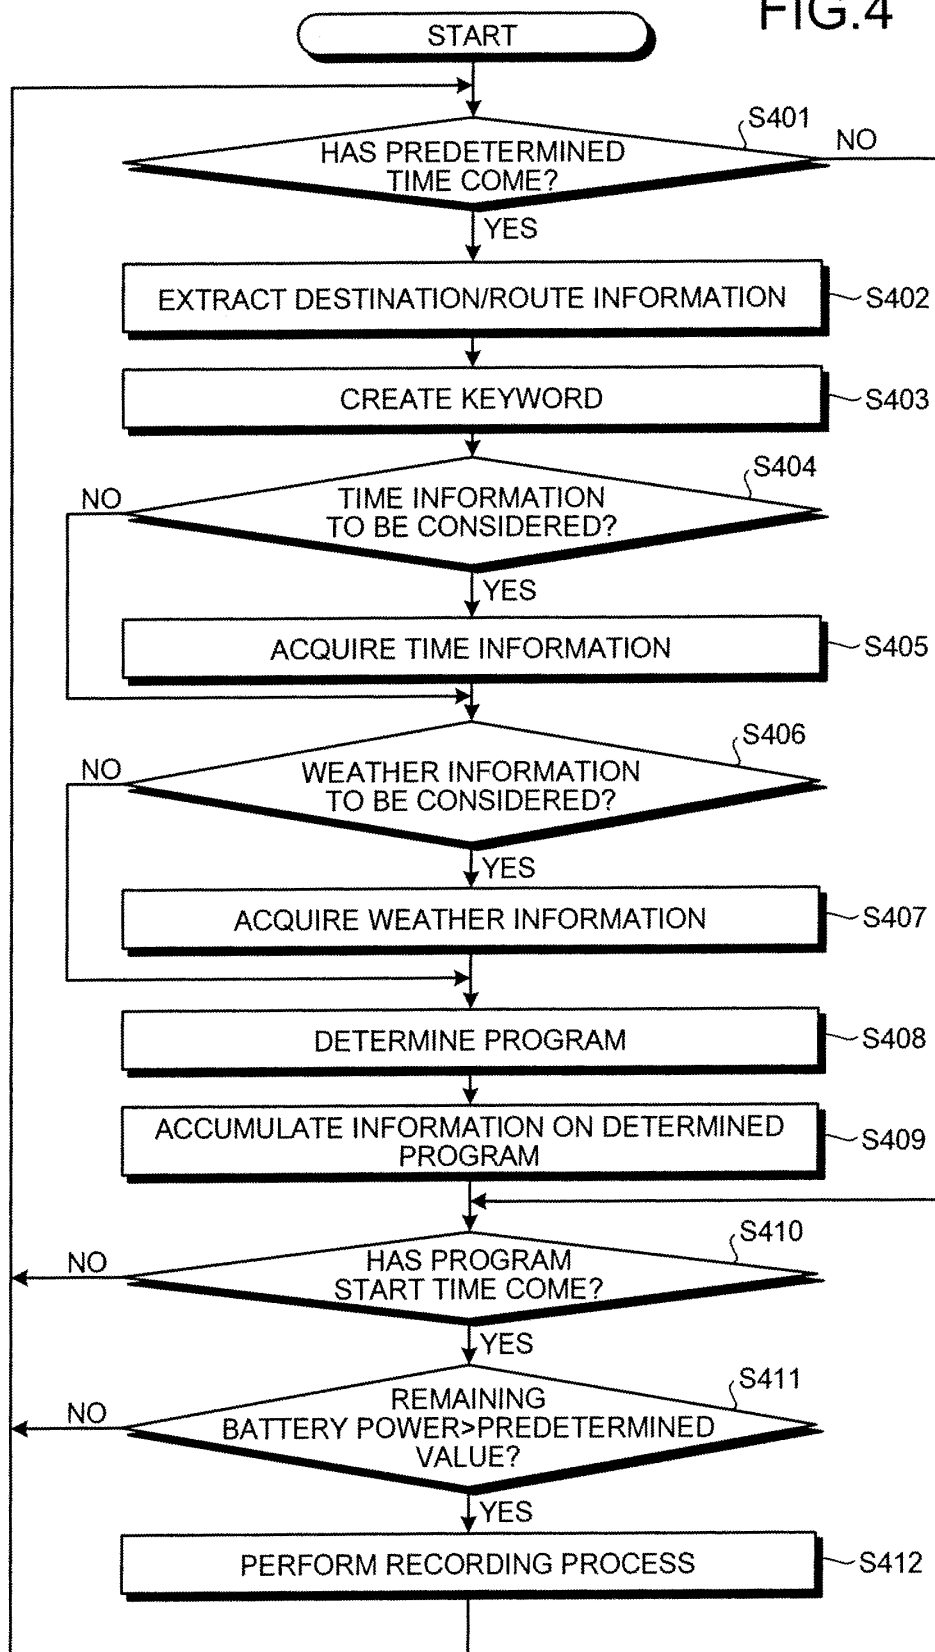 FIG.4
START
S401
NO
HAS PREDETERMINED
TIME COME?
YES
EXTRACT DESTINATION/ROUTE INFORMATION
S402
CREATE KEYWORD
S403
S404
NO
TIME INFORMATION
TO BE CONSIDERED?
YES
ACQUIRE TIME INFORMATION
S405
S406
NO
WEATHER INFORMATION
TO BE CONSIDERED?
YES
ACQUIRE WEATHER INFORMATION
S407
DETERMINE PROGRAM
S408
ACCUMULATE INFORMATION ON DETERMINED
PROGRAM
S409
S410
NO
HAS PROGRAM
START TIME COME?
YES
S411
NO
REMAINING
BATTERY POWER>PREDETERMINED
VALUE?
YES
PERFORM RECORDING PROCESS
S412